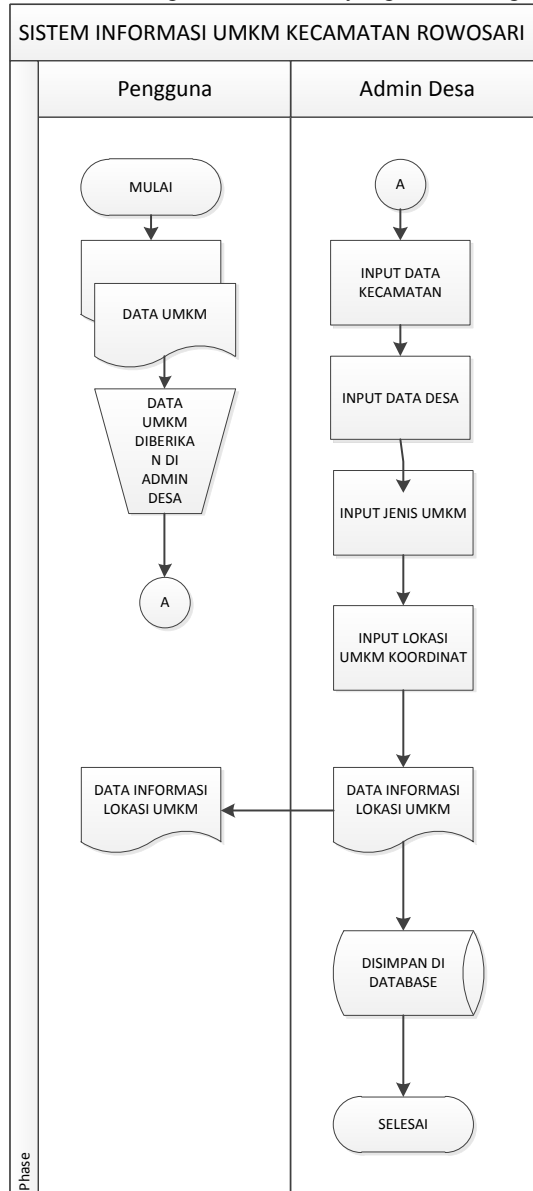 SISTEM INFORMASI UMKM KECAMATAN ROWOSARI
Pengguna
Admin Desa
MULAI
DATA UMKM
DATA
UMKM
DIBERIKA
N DI
ADMIN
DESA
A
A
INPUT DATA
KECAMATAN
INPUT DATA DESA
INPUT JENIS UMKM
INPUT LOKASI
UMKM KOORDINAT
DATA INFORMASI
LOKASI UMKM
DATA INFORMASI
LOKASI UMKM
DISIMPAN DI
DATABASE
SELESAI
Phase